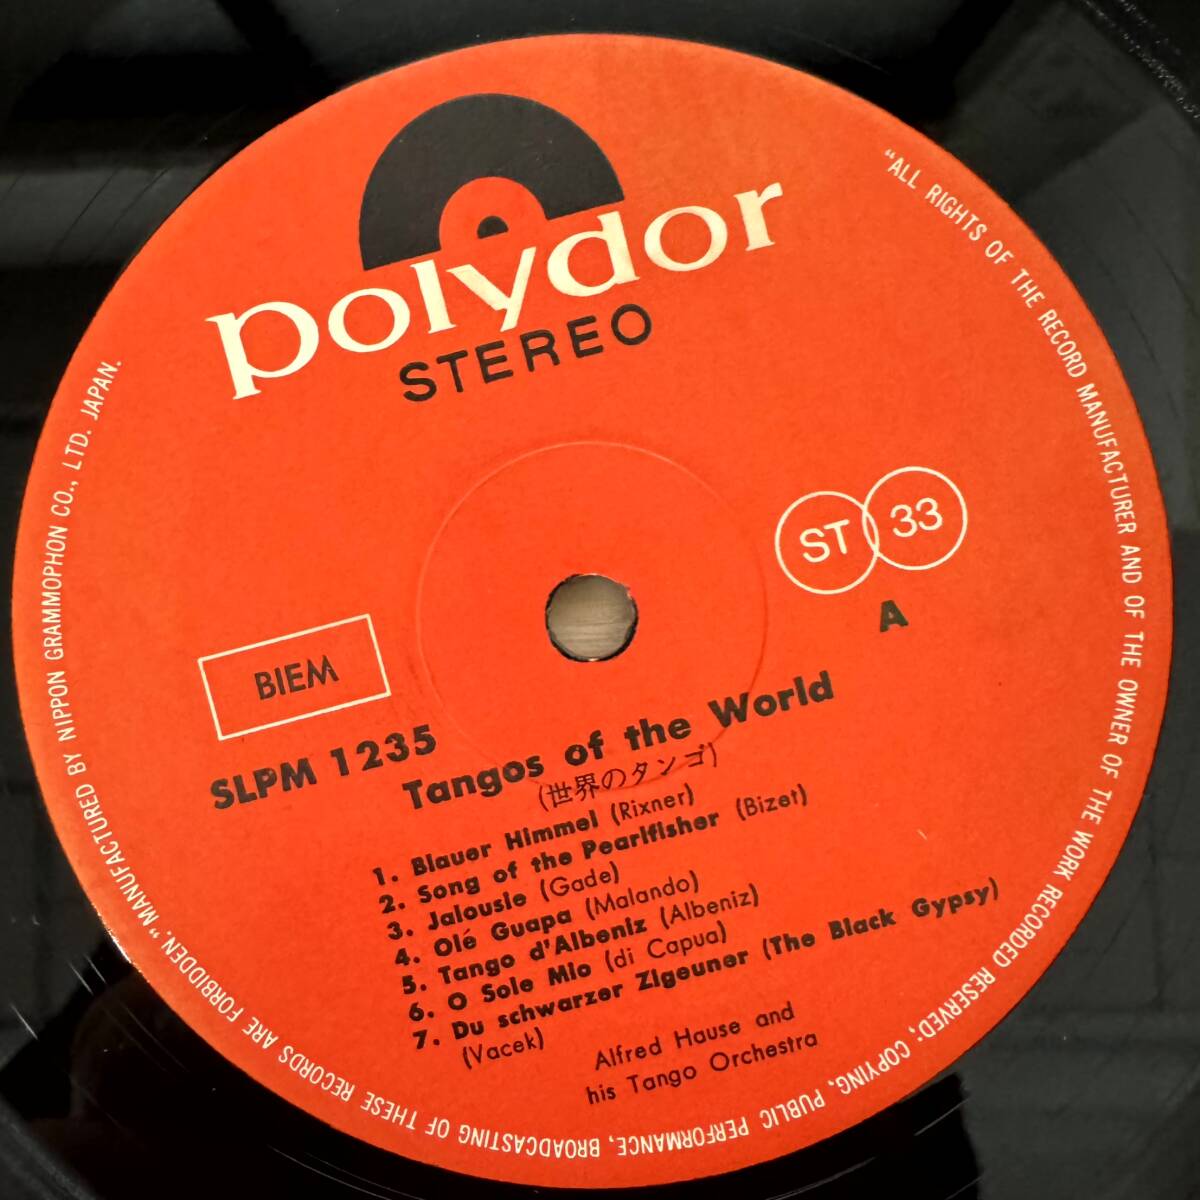 polydor
STEREO
ST 33
A
BIEM
SLPM 1235
Tangos of the World
(世界のタンゴ)
1. Blauer Himmel (Rixner)
2. Song of the Pearlfisher (Bizet)
3. Jalousie (Gade)
4. Olé Guapa (Malando)
5. Tango d'Albeniz (Albeniz)
6. O Sole Mio (di Capua)
7. Du schwarzer Zigeuner (The Black Gypsy)
(Vacek)
Alfred Hause and
his Tango Orchestra
"ALL RIGHTS OF THE RECORD MANUFACTURER AND OF THE OWNER OF THE WORK RECORDED RESERVED; COPYING, PUBLIC PERFORMANCE, BROADCASTING OF THESE RECORDS ARE FORBIDDEN." MANUFACTURED BY NIPPON GRAMMOPHON CO., LTD. JAPAN.